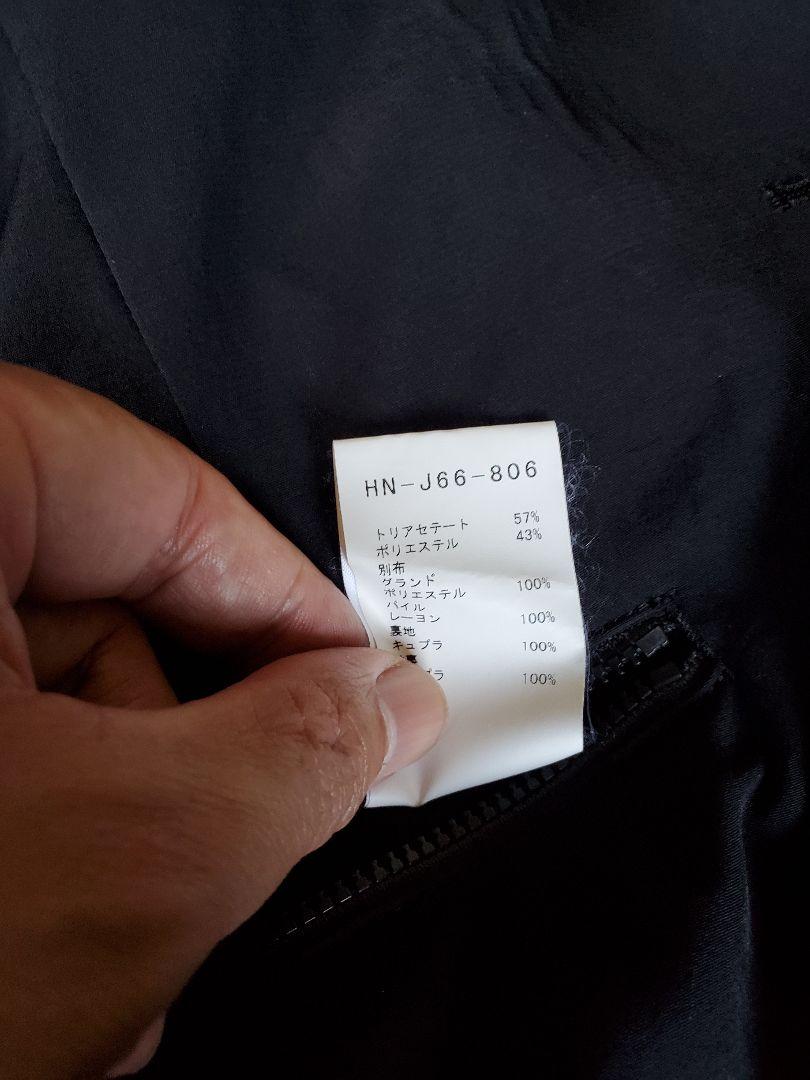 HN-J66-806
トリアセテート 57%
ポリエステル 43%
別布
グランド
ポリエステル 100%
パイル
レーヨン 100%
裏地
キュプラ 100%
100%